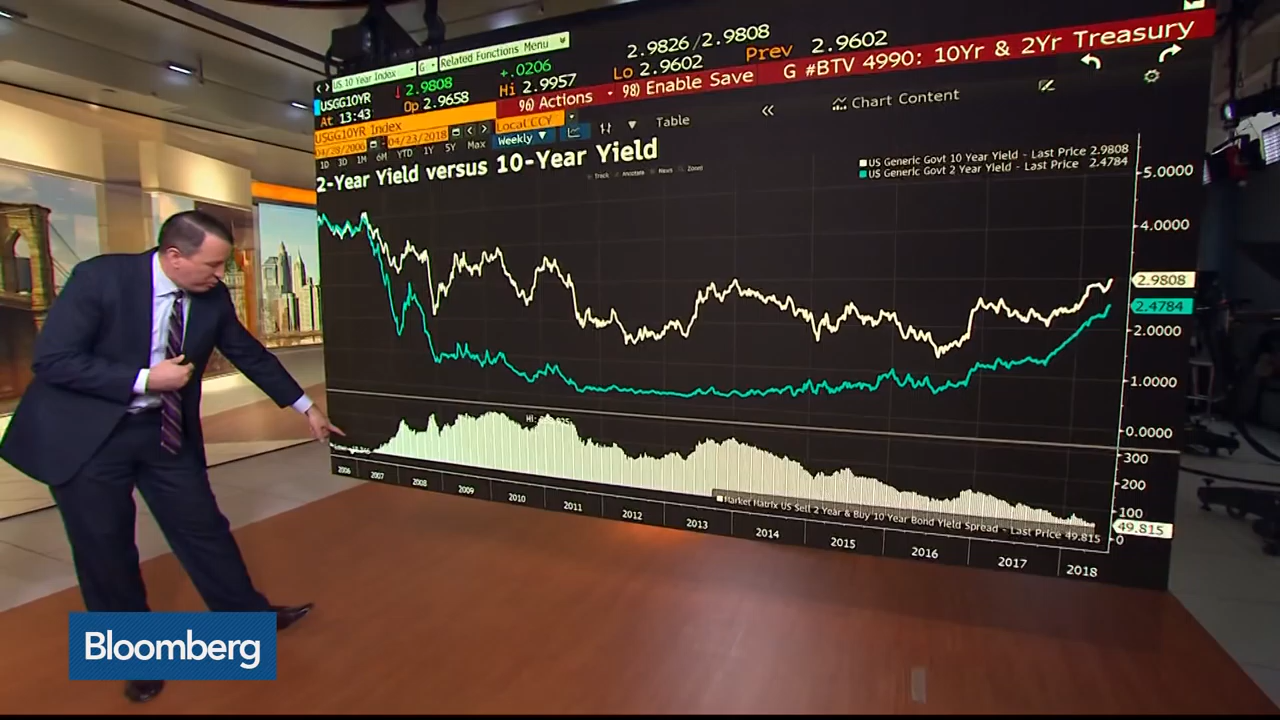 US 10 Year Index
G
Related Functions Menu
USGG10YR
2.9808
+.0206
2.9826/2.9808
Prev 2.9602
At 13:43
Op 2.9658
Hi 2.9957
Lo 2.9602
G #BTV 4990: 10Yr & 2Yr Treasury
USGG10YR Index
96) Actions
98) Enable Save
04/28/2006
04/23/2018
Local CCY
1D 3D 1M 6M YTD 1Y 5Y Max
Weekly
Table
Chart Content
2-Year Yield versus 10-Year Yield
Track Annotate News Zoom
US Generic Govt 10 Year Yield - Last Price 2.9808
US Generic Govt 2 Year Yield - Last Price 2.4784
5.0000
4.0000
2.9808
2.4784
2.0000
1.0000
0.0000
300
200
100
49.815
0
Market Matrix US Sell 2 Year & Buy 10 Year Bond Yield Spread - Last Price 49.815
2006 2007 2008 2009 2010 2011 2012 2013 2014 2015 2016 2017 2018
Bloomberg